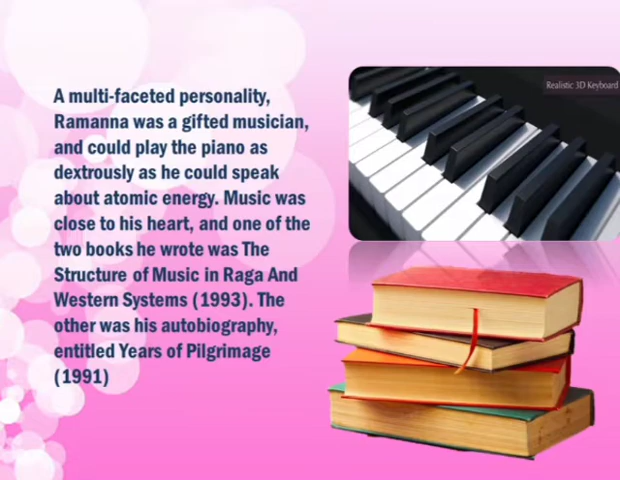 A multi-faceted personality,
Ramanna was a gifted musician,
and could play the piano as
dextrously as he could speak
about atomic energy. Music was
close to his heart, and one of the
two books he wrote was The
Structure of Music in Raga And
Western Systems (1993). The
other was his autobiography,
entitled Years of Pilgrimage
(1991)
Realistic 3D Keyboard